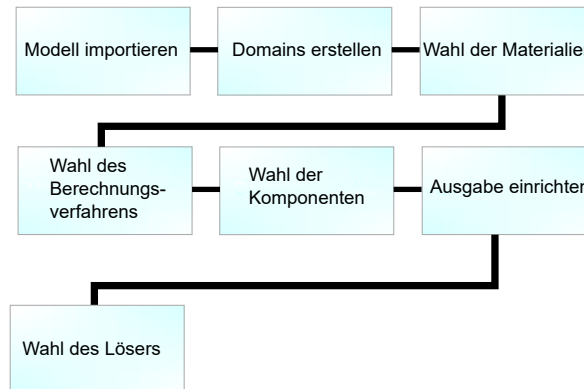 Modell importieren
Domains erstellen
Wahl der Materialie
Wahl des
Berechnungs-
verfahrens
Wahl der
Komponenten
Ausgabe einrichten
Wahl des Lösers